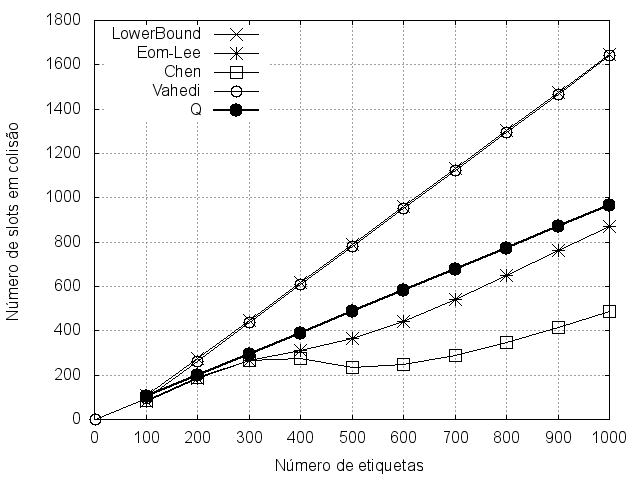 1800
1600
1400
1200
1000
800
600
400
200
0
Número de slots em colisão
LowerBound
Eom-Lee
Chen
Vahedi
Q
0 100 200 300 400 500 600 700 800 900 1000
Número de etiquetas